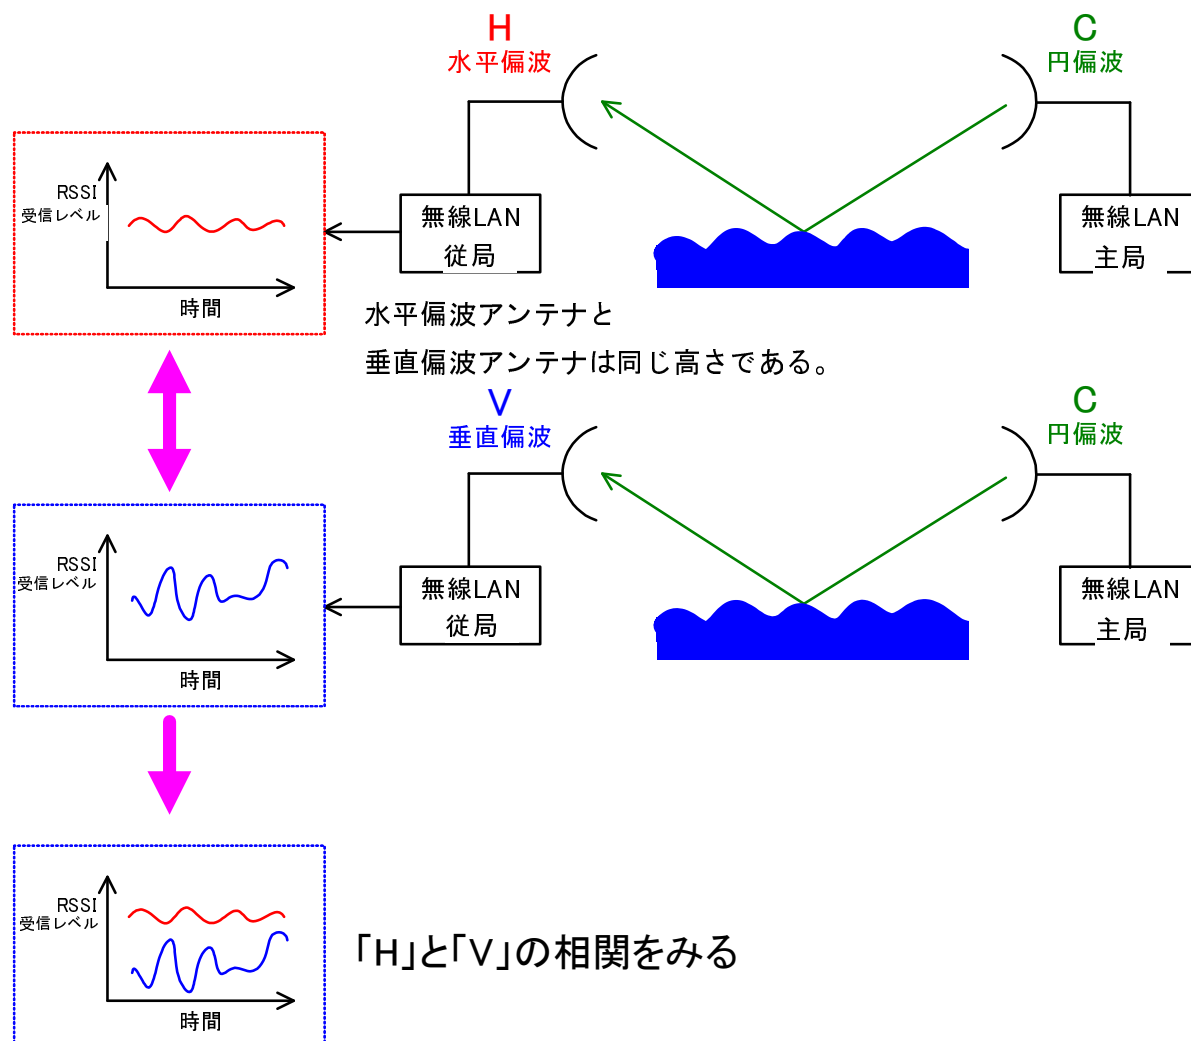 H
水平偏波
C
円偏波
RSSI
受信レベル
時間
無線LAN
従局
無線LAN
主局
水平偏波アンテナと
垂直偏波アンテナは同じ高さである。
V
垂直偏波
C
円偏波
RSSI
受信レベル
時間
無線LAN
従局
無線LAN
主局
RSSI
受信レベル
時間
「H」と「V」の相関をみる